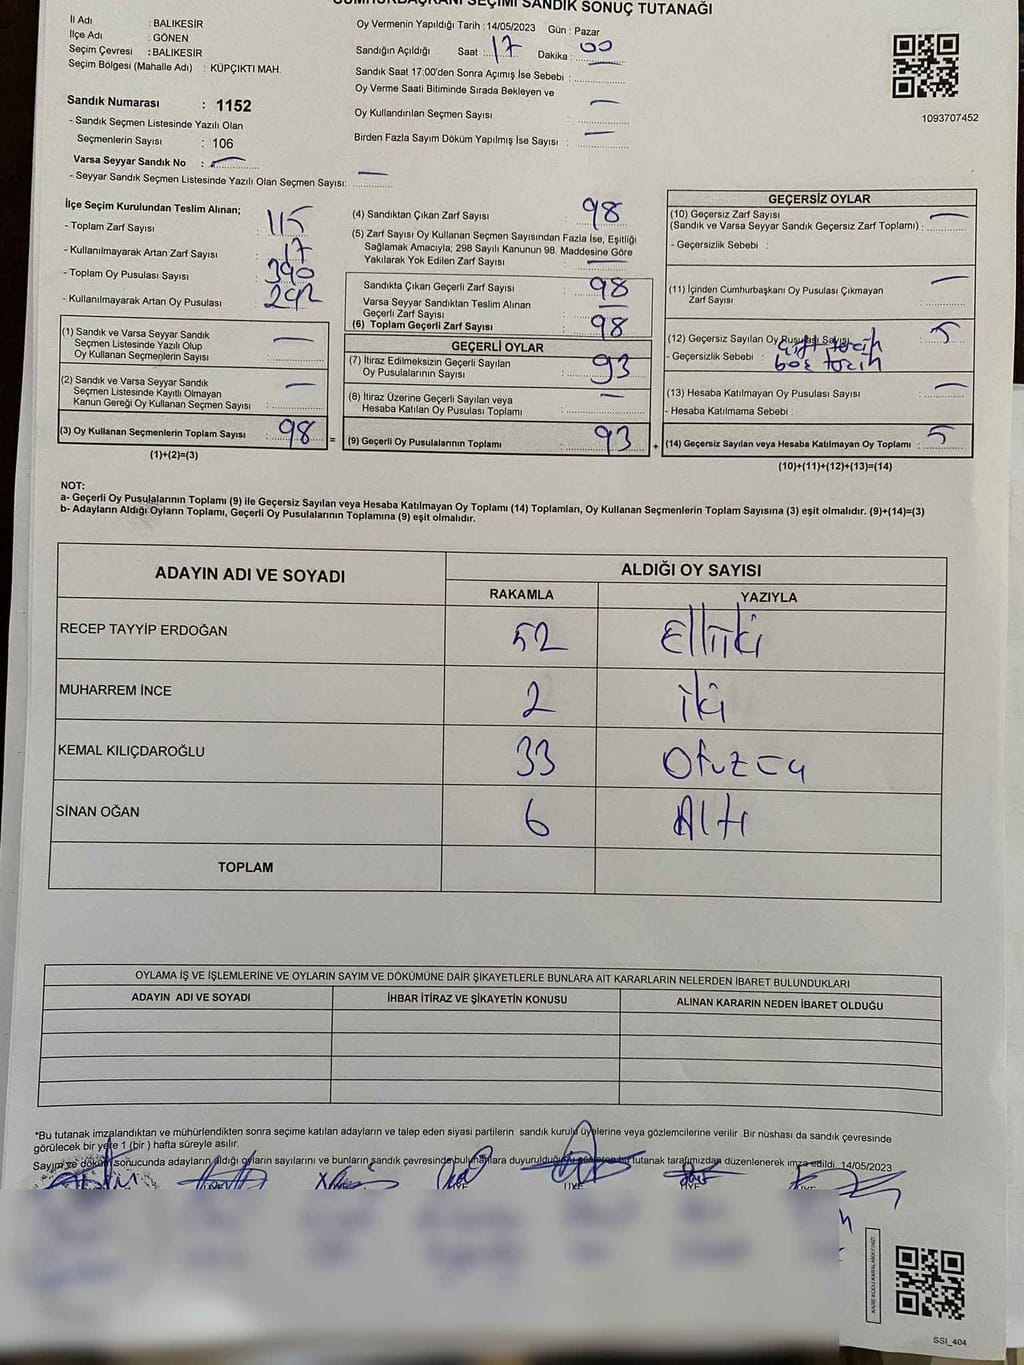 CUMHURBAŞKANI SEÇİMİ SANDIK SONUÇ TUTANAĞI
İl Adı : BALIKESİR
İlçe Adı : GÖNEN
Seçim Çevresi : BALIKESİR
Seçim Bölgesi (Mahalle Adı) : KÜPÇIKTI MAH.
Sandık Numarası : 1152
- Sandık Seçmen Listesinde Yazılı Olan
Seçmenlerin Sayısı : 106
Varsa Seyyar Sandık No : —
- Seyyar Sandık Seçmen Listesinde Yazılı Olan Seçmen Sayısı: —
Oy Vermenin Yapıldığı Tarih : 14/05/2023 Gün : Pazar
Sandığın Açıldığı Saat : 17 Dakika : 00
Sandık Saat 17:00'den Sonra Açımış İse Sebebi :
Oy Verme Saati Bitiminde Sırada Bekleyen ve
Oy Kullandırılan Seçmen Sayısı : —
Birden Fazla Sayım Döküm Yapılmış İse Sayısı : —
1093707452
İlçe Seçim Kurulundan Teslim Alınan;
- Toplam Zarf Sayısı : 115
- Kullanılmayarak Artan Zarf Sayısı : 17
- Toplam Oy Pusulası Sayısı : 390
- Kullanılmayarak Artan Oy Pusulası : 292
(1) Sandık ve Varsa Seyyar Sandık
Seçmen Listesinde Yazılı Olup
Oy Kullanan Seçmenlerin Sayısı : —
(2) Sandık ve Varsa Seyyar Sandık
Seçmen Listesinde Kayıtlı Olmayan
Kanun Gereği Oy Kullanan Seçmen Sayısı : —
(3) Oy Kullanan Seçmenlerin Toplam Sayısı : 98 =
(1)+(2)=(3)
(4) Sandıktan Çıkan Zarf Sayısı : 98
(5) Zarf Sayısı Oy Kullanan Seçmen Sayısından Fazla İse, Eşitliği
Sağlamak Amacıyla; 298 Sayılı Kanunun 98. Maddesine Göre
Yakılarak Yok Edilen Zarf Sayısı : —
Sandıkta Çıkan Geçerli Zarf Sayısı : 98
Varsa Seyyar Sandıktan Teslim Alınan
Geçerli Zarf Sayısı : —
(6) Toplam Geçerli Zarf Sayısı : 98
GEÇERLİ OYLAR
(7) İtiraz Edilmeksizin Geçerli Sayılan
Oy Pusulalarının Sayısı : 93
(8) İtiraz Üzerine Geçerli Sayılan veya
Hesaba Katılan Oy Pusulası Toplamı : —
(9) Geçerli Oy Pusulalarının Toplamı : 93 +
GEÇERSİZ OYLAR
(10) Geçersiz Zarf Sayısı
(Sandık ve Varsa Seyyar Sandık Geçersiz Zarf Toplamı) : —
- Geçersizlik Sebebi :
(11) İçinden Cumhurbaşkanı Oy Pusulası Çıkmayan
Zarf Sayısı : —
(12) Geçersiz Sayılan Oy Pusulası Sayısı : 5
- Geçersizlik Sebebi : çift tercih
boş tercih
(13) Hesaba Katılmayan Oy Pusulası Sayısı : —
- Hesaba Katılmama Sebebi :
(14) Geçersiz Sayılan veya Hesaba Katılmayan Oy Toplamı : 5
(10)+(11)+(12)+(13)=(14)
NOT:
a- Geçerli Oy Pusulalarının Toplamı (9) ile Geçersiz Sayılan veya Hesaba Katılmayan Oy Toplamı (14) Toplamları, Oy Kullanan Seçmenlerin Toplam Sayısına (3) eşit olmalıdır. (9)+(14)=(3)
b- Adayların Aldığı Oyların Toplamı, Geçerli Oy Pusulalarının Toplamına (9) eşit olmalıdır.
ADAYIN ADI VE SOYADI ALDIĞI OY SAYISI
RAKAMLA YAZIYLA
RECEP TAYYİP ERDOĞAN 52 Elliiki
MUHARREM İNCE 2 iki
KEMAL KILIÇDAROĞLU 33
SİNAN OĞAN 6 Altı
TOPLAM
OYLAMA İŞ VE İŞLEMLERİNE VE OYLARIN SAYIM VE DÖKÜMÜNE DAİR ŞİKAYETLERLE BUNLARA AİT KARARLARIN NELERDEN İBARET BULUNDUKLARI
ADAYIN ADI VE SOYADI İHBAR İTİRAZ VE ŞİKAYETİN KONUSU ALINAN KARARIN NEDEN İBARET OLDUĞU
*Bu tutanak imzalandıktan ve mühürlendikten sonra seçime katılan adayların ve talep eden siyasi partilerin sandık kurulu üyelerine veya gözlemcilerine verilir .Bir nüshası da sandık çevresinde
görülecek bir yere 1 (bir ) hafta süreyle asılır.
Sayım ve döküm sonucunda adayların aldığı oyların sayılarını ve bunların sandık çevresinde bulunanlara duyurulduğunu gösteren bu tutanak tarafımızdan düzenlenerek imza edildi. 14/05/2023
KARE KODU KARALAMAYINIZ!
SSI_404